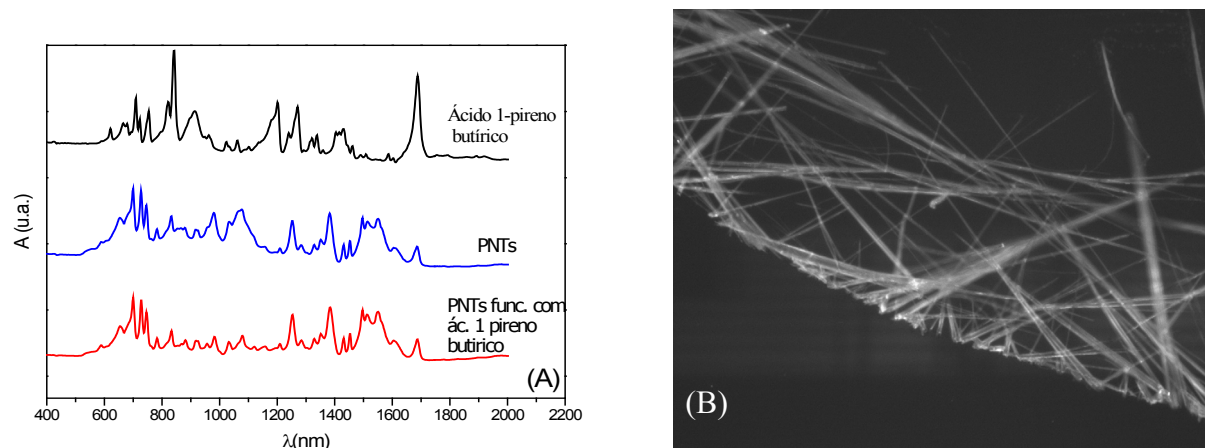 Ácido 1-pireno
butírico
PNTs
PNTs func. com
ác. 1 pireno
butirico
(A)
A (u.a.)
400 600 800 1000 1200 1400 1600 1800 2000 2200
λ(nm)
(B)